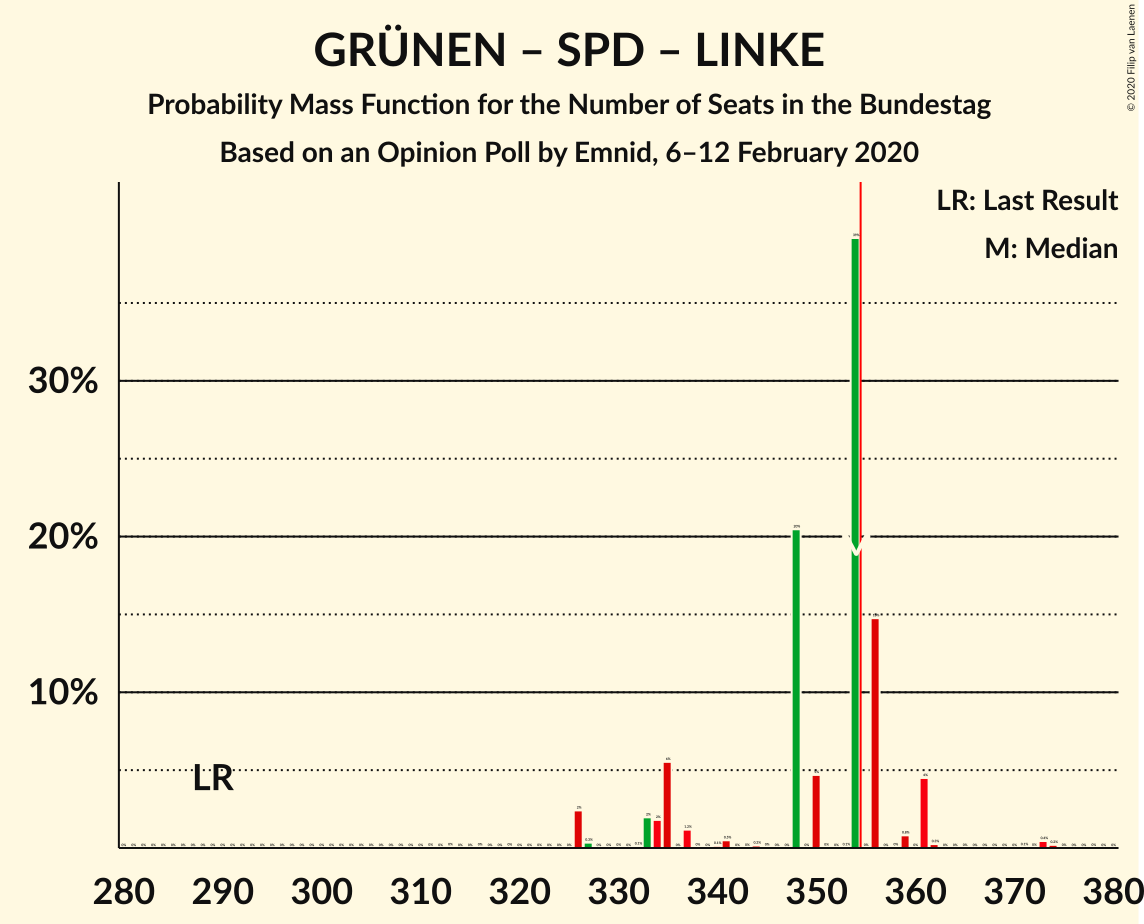 GRÜNEN – SPD – LINKE
Probability Mass Function for the Number of Seats in the Bundestag
Based on an Opinion Poll by Emnid, 6–12 February 2020
© 2020 Filip van Laenen
LR: Last Result
M: Median
30%
20%
10%
LR
280 290 300 310 320 330 340 350 360 370 380